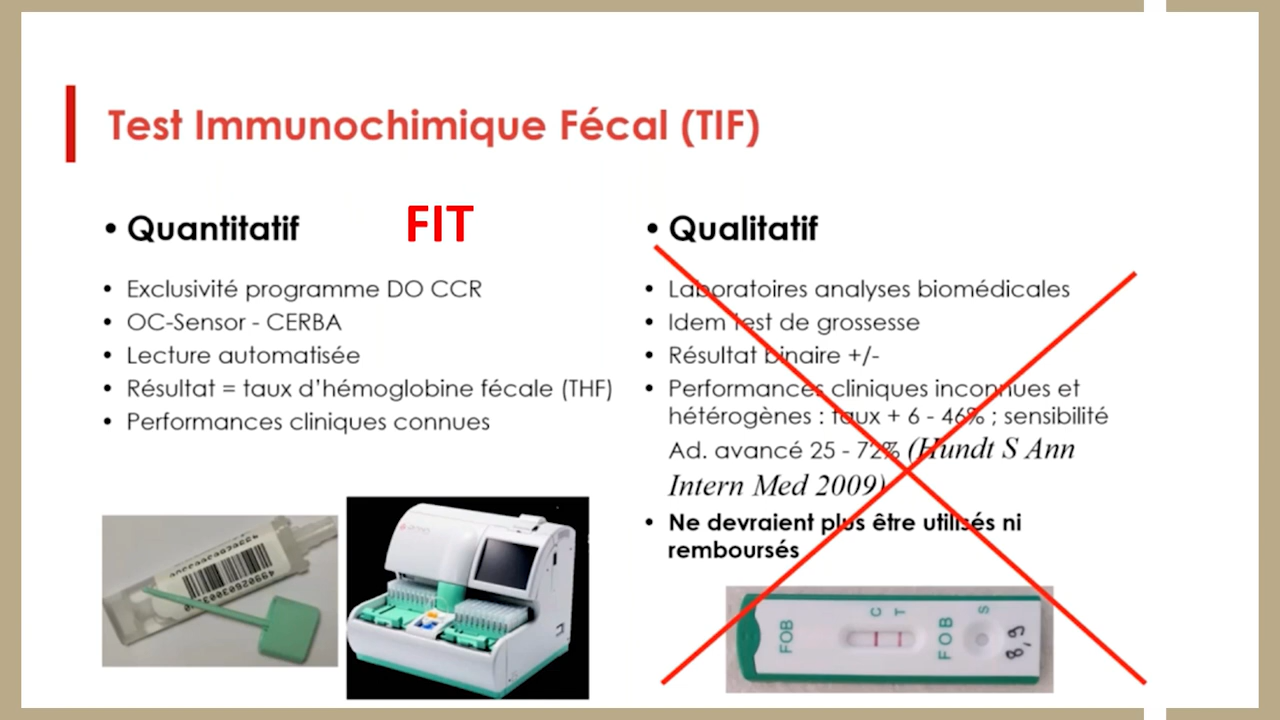 Test Immunochimique Fécal (TIF)
• Quantitatif
FIT
• Exclusivité programme DO CCR
• OC-Sensor - CERBA
• Lecture automatisée
• Résultat = taux d'hémoglobine fécale (THF)
• Performances cliniques connues
• Qualitatif
• Laboratoires analyses biomédicales
• Idem test de grossesse
• Résultat binaire +/-
• Performances cliniques inconnues et
hétérogènes : taux + 6 - 46% ; sensibilité
Ad. avancé 25 - 72% (Hundt S Ann
Intern Med 2009)
• Ne devraient plus être utilisés ni
remboursés
FOB
C
T
FOB
S
8,9